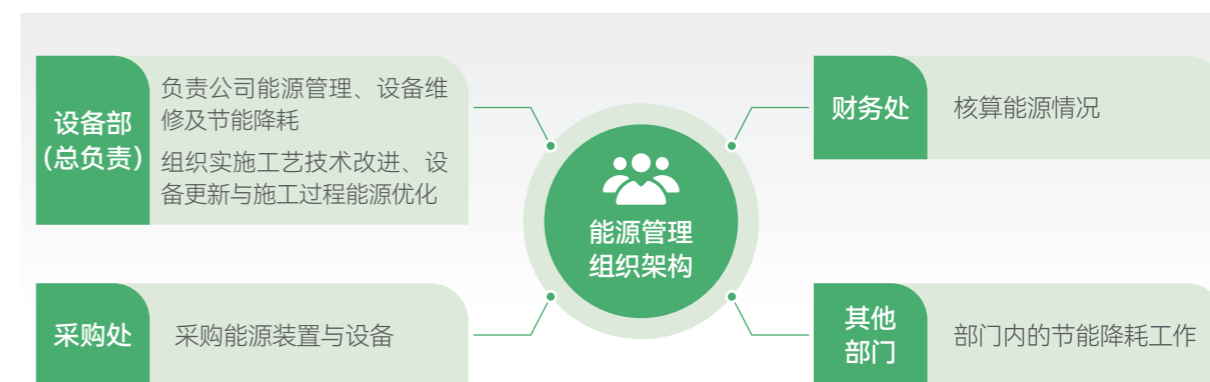 设备部
(总负责)
负责公司能源管理、设备维
修及节能降耗
组织实施工艺技术改进、设
备更新与施工过程能源优化
财务处
核算能源情况
能源管理
组织架构
采购处
采购能源装置与设备
其他
部门
部门内的节能降耗工作